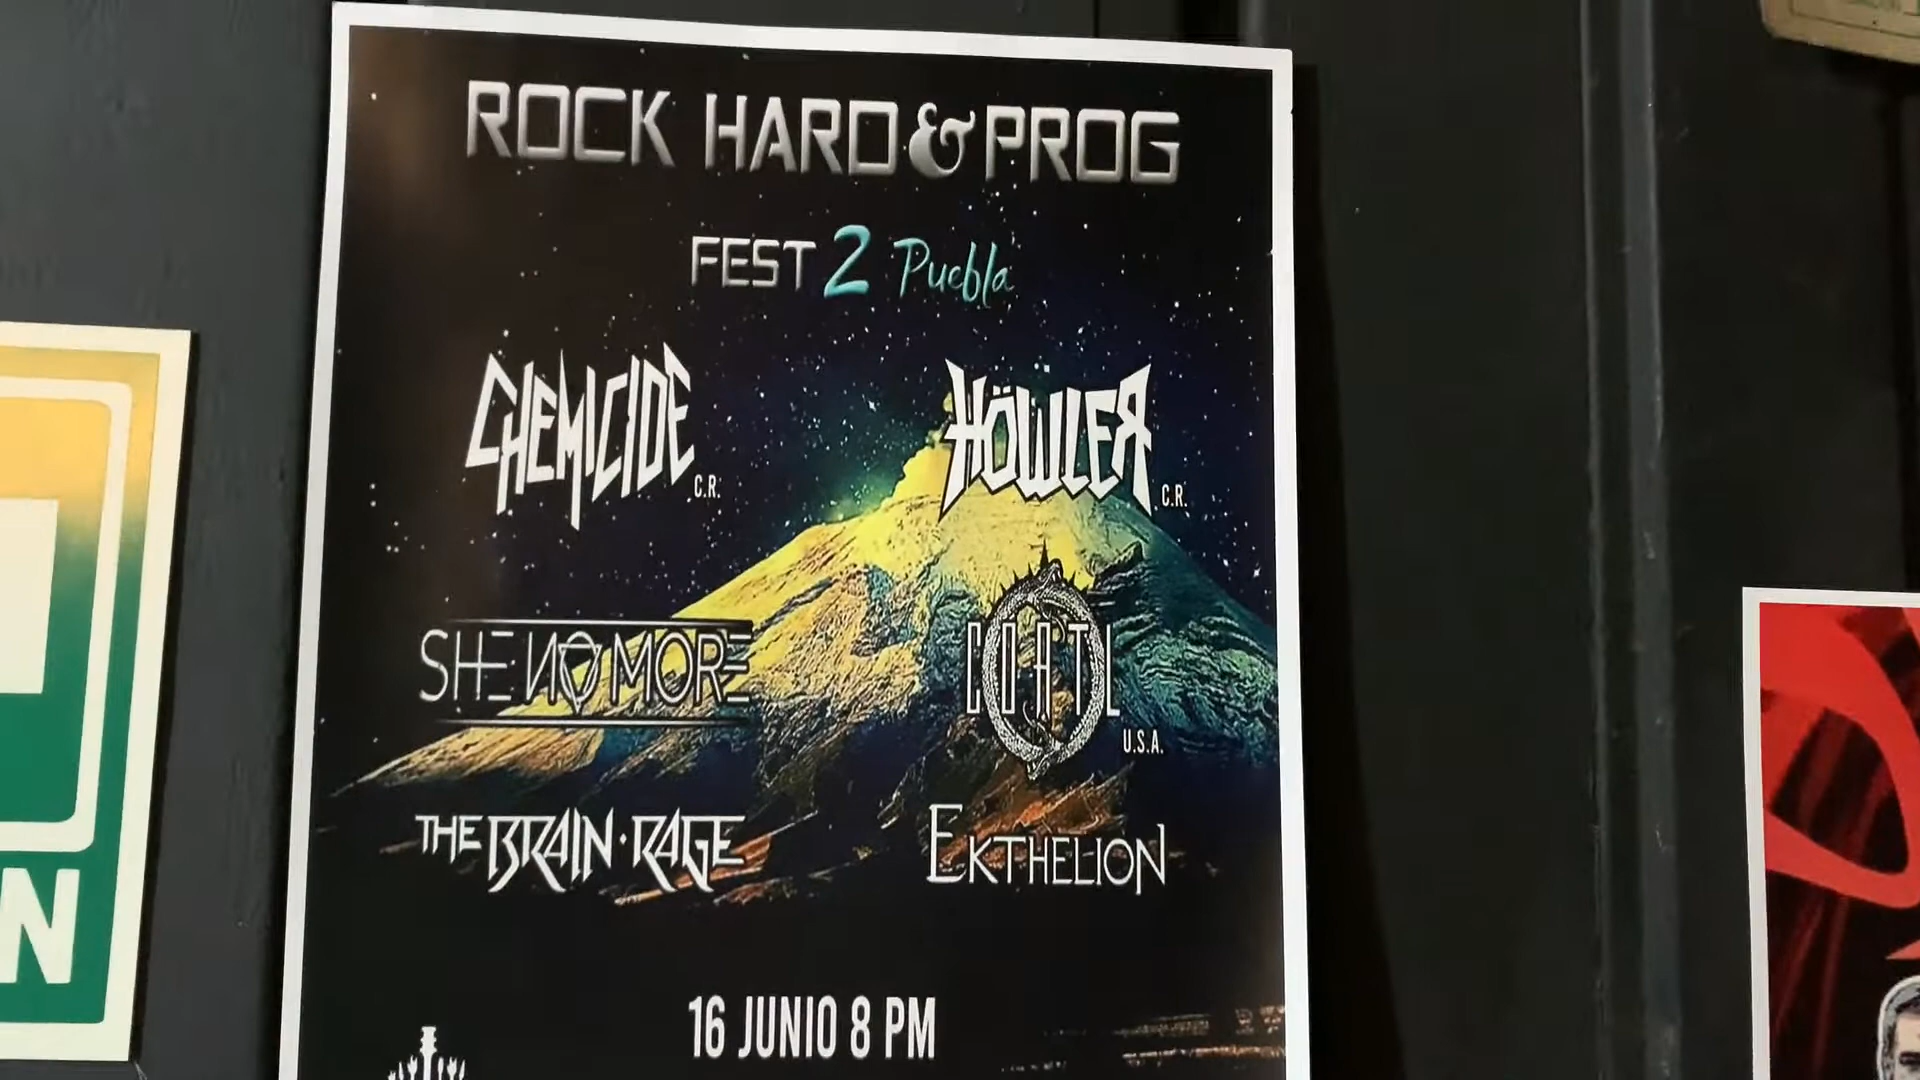 ROCK HARD & PROG
FEST 2 Puebla
CHEMICIDE C.R.
HÖWLER C.R.
SHE NO MORE
COATL U.S.A.
THE BRAIN·RAGE
EKTHELION
16 JUNIO 8 PM
N